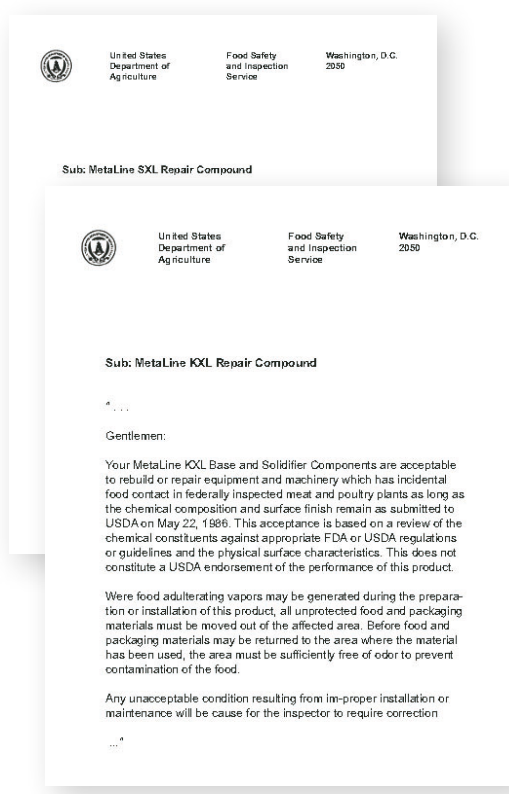 United States
Department of
Agriculture
Food Safety
and Inspection
Service
Washington, D.C.
2050
Sub: MetaLine SXL Repair Compound
United States
Department of
Agriculture
Food Safety
and Inspection
Service
Washington, D.C.
2050
Sub: MetaLine KXL Repair Compound
" . . .
Gentlemen:
Your MetaLine KXL Base and Solidifier Components are acceptable
to rebuild or repair equipment and machinery which has incidental
food contact in federally inspected meat and poultry plants as long as
the chemical composition and surface finish remain as submitted to
USDA on May 22, 1986. This acceptance is based on a review of the
chemical constituents against appropriate FDA or USDA regulations
or guidelines and the physical surface characteristics. This does not
constitute a USDA endorsement of the performance of this product.
Were food adulterating vapors may be generated during the prepara-
tion or installation of this product, all unprotected food and packaging
materials must be moved out of the affected area. Before food and
packaging materials may be returned to the area where the material
has been used, the area must be sufficiently free of odor to prevent
contamination of the food.
Any unacceptable condition resulting from im-proper installation or
maintenance will be cause for the inspector to require correction
..."